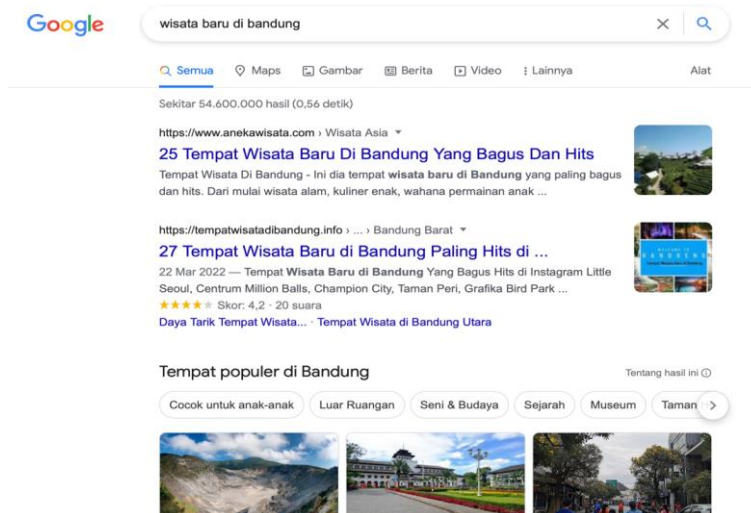 Google
wisata baru di bandung
Semua Maps Gambar Berita Video Lainnya Alat
Sekitar 54.600.000 hasil (0,56 detik)
https://www.anekawisata.com › Wisata Asia
25 Tempat Wisata Baru Di Bandung Yang Bagus Dan Hits
Tempat Wisata Di Bandung - Ini dia tempat wisata baru di Bandung yang paling bagus
dan hits. Dari mulai wisata alam, kuliner enak, wahana permainan anak ...
https://tempatwisatadibandung.info › ... › Bandung Barat
27 Tempat Wisata Baru di Bandung Paling Hits di ...
22 Mar 2022 — Tempat Wisata Baru di Bandung Yang Bagus Hits di Instagram Little
Seoul, Centrum Million Balls, Champion City, Taman Peri, Grafika Bird Park ...
Skor: 4,2 · 20 suara
Daya Tarik Tempat Wisata... · Tempat Wisata di Bandung Utara
Tempat populer di Bandung
Tentang hasil ini
Cocok untuk anak-anak Luar Ruangan Seni & Budaya Sejarah Museum Taman